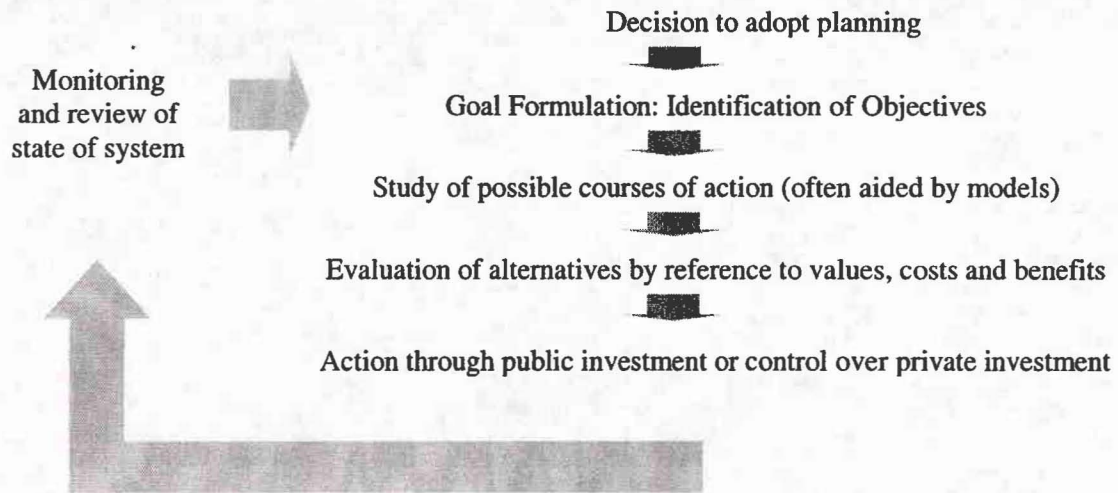 Decision to adopt planning
Monitoring
and review of
state of system
Goal Formulation: Identification of Objectives
Study of possible courses of action (often aided by models)
Evaluation of alternatives by reference to values, costs and benefits
Action through public investment or control over private investment